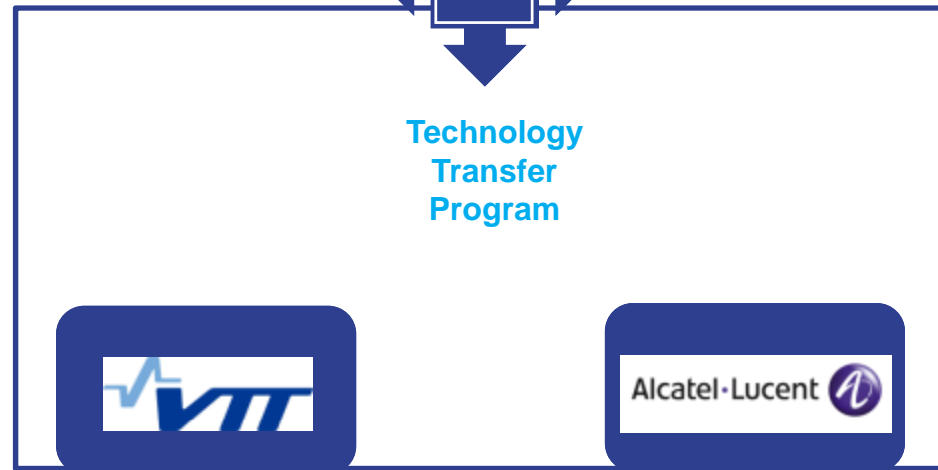 Technology
Transfer
Program
VTT
Alcatel·Lucent